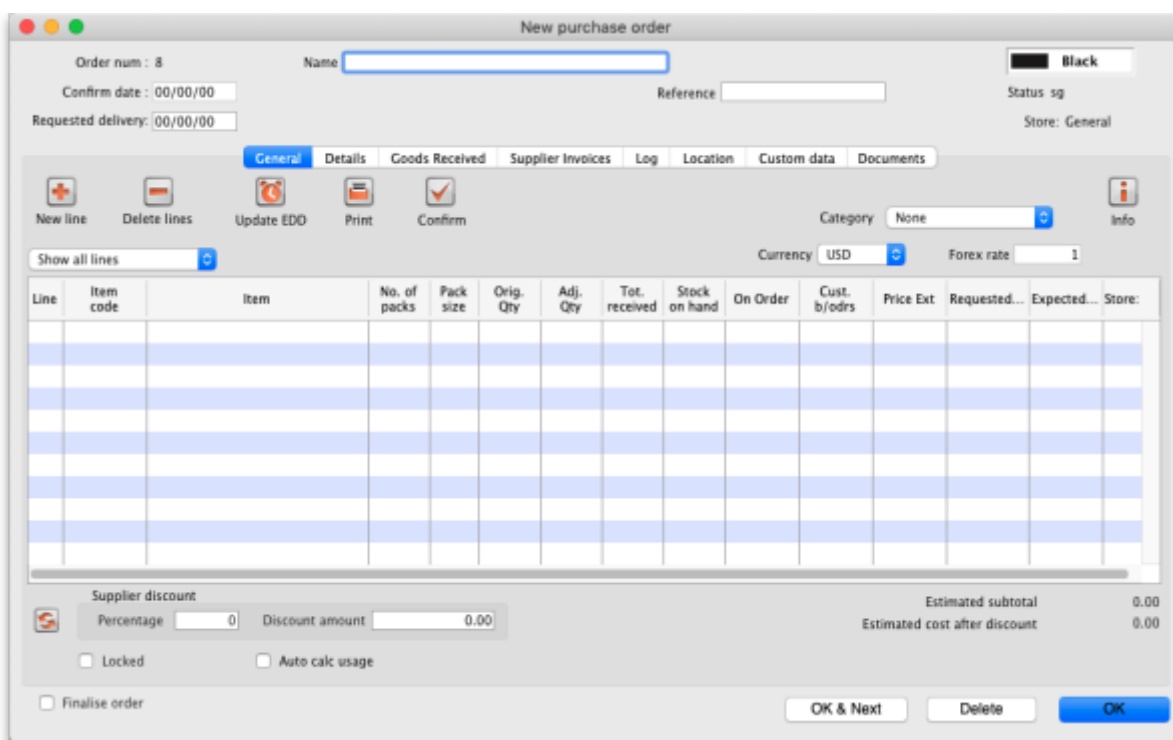 New purchase order
Order num : 8
Name
Black
Confirm date : 00/00/00
Reference
Status sg
Requested delivery: 00/00/00
Store: General
General Details Goods Received Supplier Invoices Log Location Custom data Documents
New line Delete lines Update EDD Print Confirm
Category None
Info
Show all lines
Currency USD
Forex rate 1
Line Item code Item No. of packs Pack size Orig. Qty Adj. Qty Tot. received Stock on hand On Order Cust. b/odrs Price Ext Requested... Expected... Store:
Supplier discount
Percentage 0 Discount amount 0.00
Estimated subtotal 0.00
Estimated cost after discount 0.00
Locked Auto calc usage
Finalise order
OK & Next Delete OK